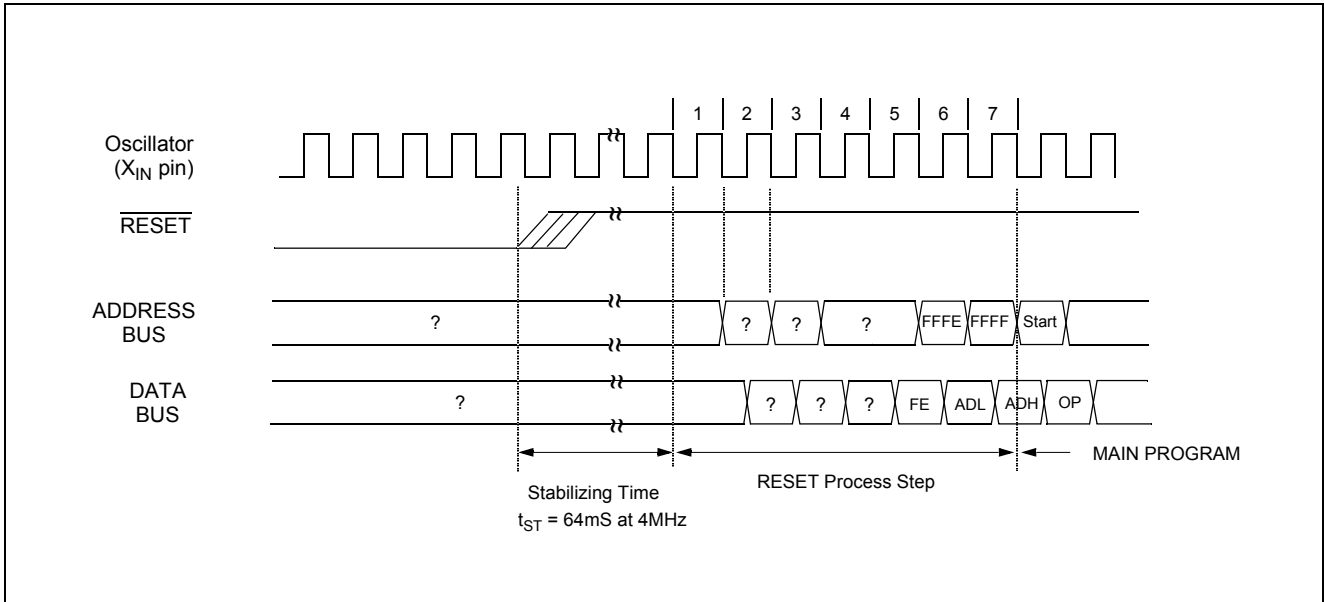 1 2 3 4 5 6 7
Oscillator
(XIN pin)
RESET
ADDRESS
BUS
? ? ? ? FFFE FFFF Start
DATA
BUS
? ? ? ? FE ADL ADH OP
MAIN PROGRAM
RESET Process Step
Stabilizing Time
tST = 64mS at 4MHz